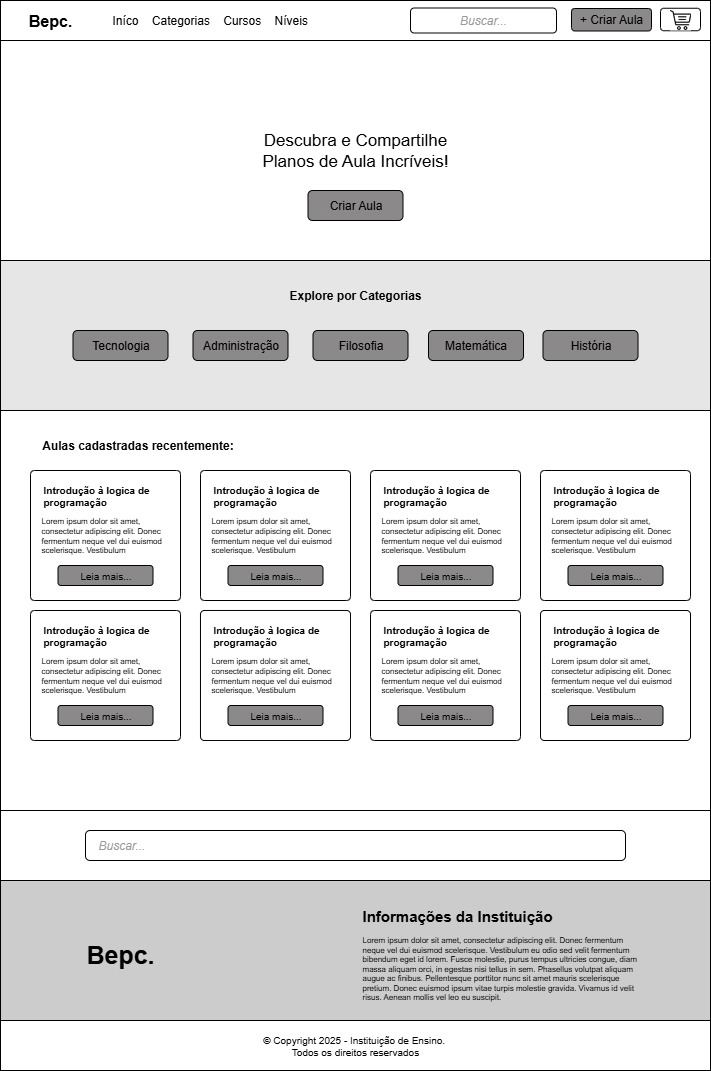 Bepc.
Iníco Categorias Cursos Níveis
Buscar...
+ Criar Aula
Descubra e Compartilhe
Planos de Aula Incríveis!
Criar Aula
Explore por Categorias
Tecnologia Administração Filosofia Matemática História
Aulas cadastradas recentemente:
Introdução à logica de
programação
Lorem ipsum dolor sit amet,
consectetur adipiscing elit. Donec
fermentum neque vel dui euismod
scelerisque. Vestibulum
Leia mais...
Introdução à logica de
programação
Lorem ipsum dolor sit amet,
consectetur adipiscing elit. Donec
fermentum neque vel dui euismod
scelerisque. Vestibulum
Leia mais...
Introdução à logica de
programação
Lorem ipsum dolor sit amet,
consectetur adipiscing elit. Donec
fermentum neque vel dui euismod
scelerisque. Vestibulum
Leia mais...
Introdução à logica de
programação
Lorem ipsum dolor sit amet,
consectetur adipiscing elit. Donec
fermentum neque vel dui euismod
scelerisque. Vestibulum
Leia mais...
Introdução à logica de
programação
Lorem ipsum dolor sit amet,
consectetur adipiscing elit. Donec
fermentum neque vel dui euismod
scelerisque. Vestibulum
Leia mais...
Introdução à logica de
programação
Lorem ipsum dolor sit amet,
consectetur adipiscing elit. Donec
fermentum neque vel dui euismod
scelerisque. Vestibulum
Leia mais...
Introdução à logica de
programação
Lorem ipsum dolor sit amet,
consectetur adipiscing elit. Donec
fermentum neque vel dui euismod
scelerisque. Vestibulum
Leia mais...
Introdução à logica de
programação
Lorem ipsum dolor sit amet,
consectetur adipiscing elit. Donec
fermentum neque vel dui euismod
scelerisque. Vestibulum
Leia mais...
Buscar...
Bepc.
Informações da Instituição
Lorem ipsum dolor sit amet, consectetur adipiscing elit. Donec fermentum
neque vel dui euismod scelerisque. Vestibulum eu odio sed velit fermentum
bibendum eget id lorem. Fusce molestie, purus tempus ultricies congue, diam
massa aliquam orci, in egestas nisi tellus in sem. Phasellus volutpat aliquam
augue ac finibus. Pellentesque porttitor nunc sit amet mauris scelerisque
pretium. Donec euismod ipsum vitae turpis molestie gravida. Vivamus id velit
risus. Aenean mollis vel leo eu suscipit.
© Copyright 2025 - Instituição de Ensino.
Todos os direitos reservados